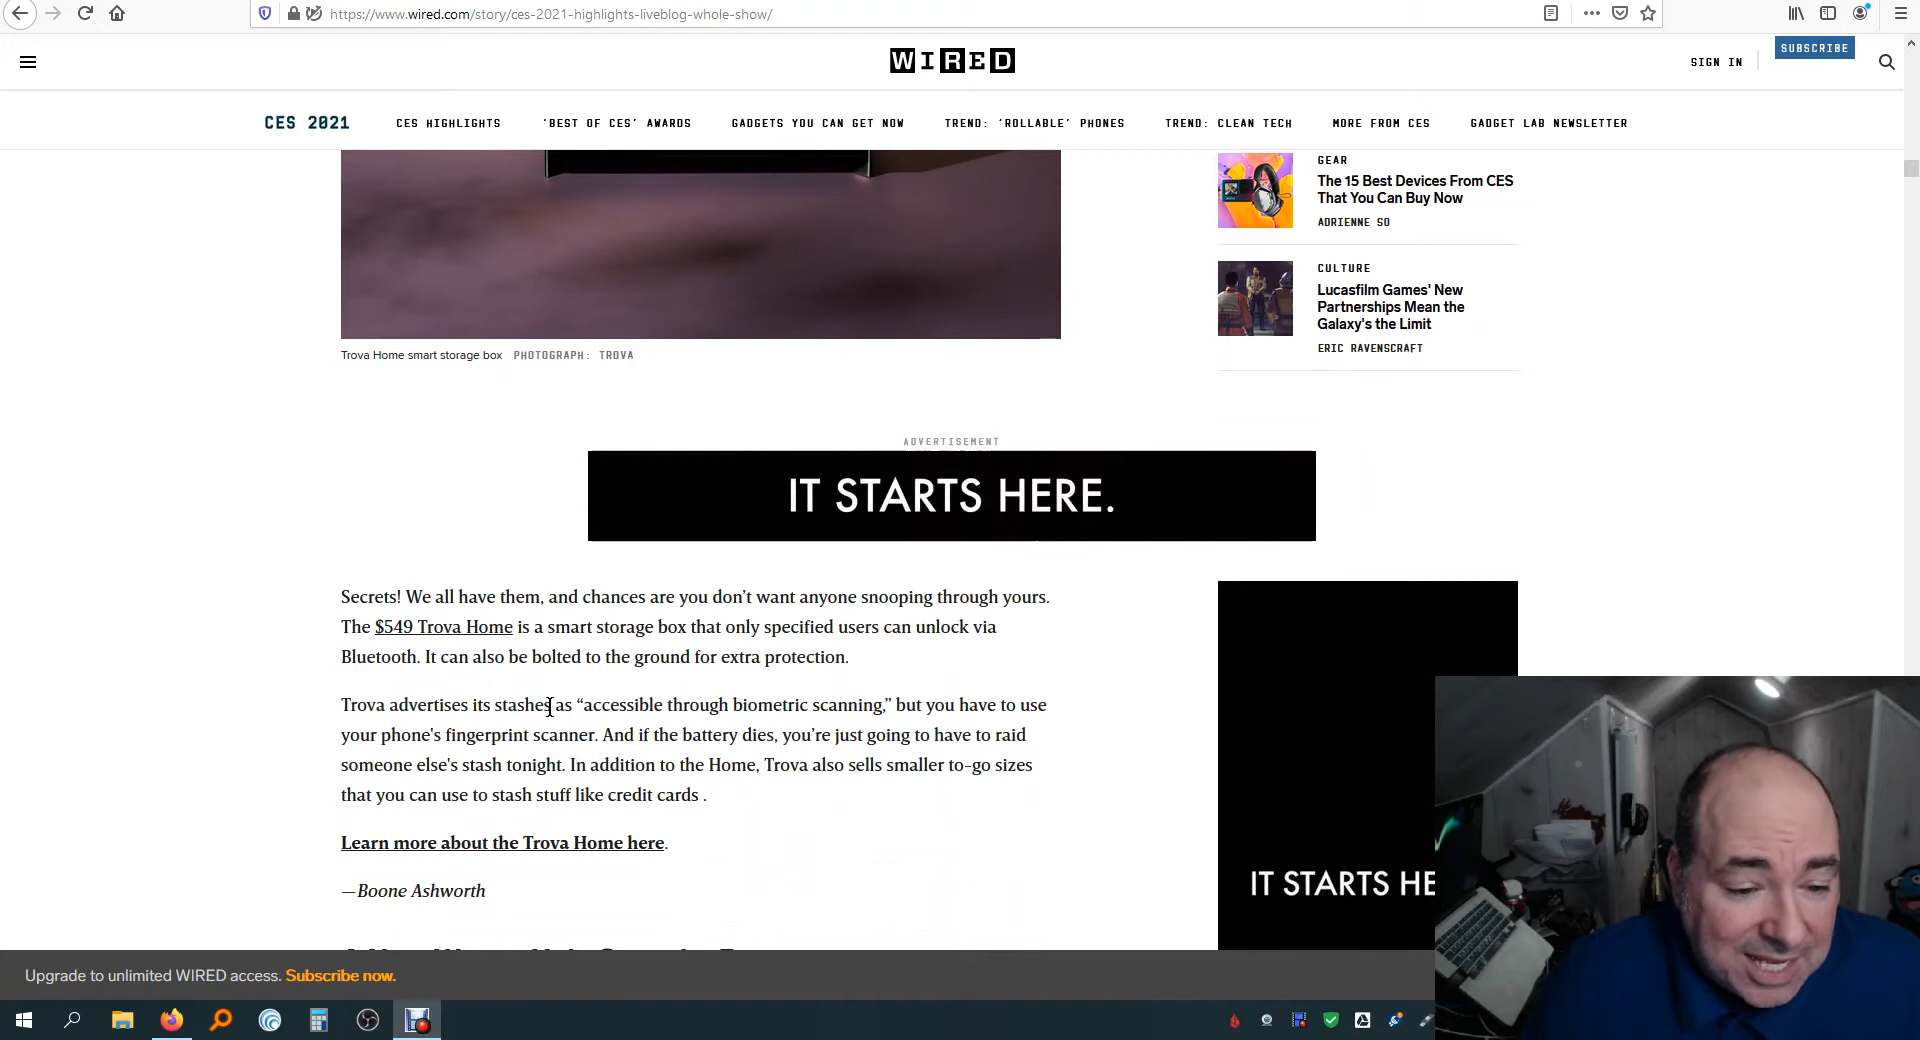 https://www.wired.com/story/ces-2021-highlights-liveblog-whole-show/
WIRED
SIGN IN
SUBSCRIBE
CES 2021
CES HIGHLIGHTS
'BEST OF CES' AWARDS
GADGETS YOU CAN GET NOW
TREND: 'ROLLABLE' PHONES
TREND: CLEAN TECH
MORE FROM CES
GADGET LAB NEWSLETTER
GEAR
The 15 Best Devices From CES
That You Can Buy Now
ADRIENNE SO
CULTURE
Lucasfilm Games' New
Partnerships Mean the
Galaxy's the Limit
ERIC RAVENSCRAFT
Trova Home smart storage box PHOTOGRAPH: TROVA
ADVERTISEMENT
IT STARTS HERE.
Secrets! We all have them, and chances are you don’t want anyone snooping through yours.
The $549 Trova Home is a smart storage box that only specified users can unlock via
Bluetooth. It can also be bolted to the ground for extra protection.
Trova advertises its stashes as “accessible through biometric scanning,” but you have to use
your phone's fingerprint scanner. And if the battery dies, you’re just going to have to raid
someone else's stash tonight. In addition to the Home, Trova also sells smaller to-go sizes
that you can use to stash stuff like credit cards .
Learn more about the Trova Home here.
—Boone Ashworth
IT STARTS HE
Upgrade to unlimited WIRED access. Subscribe now.